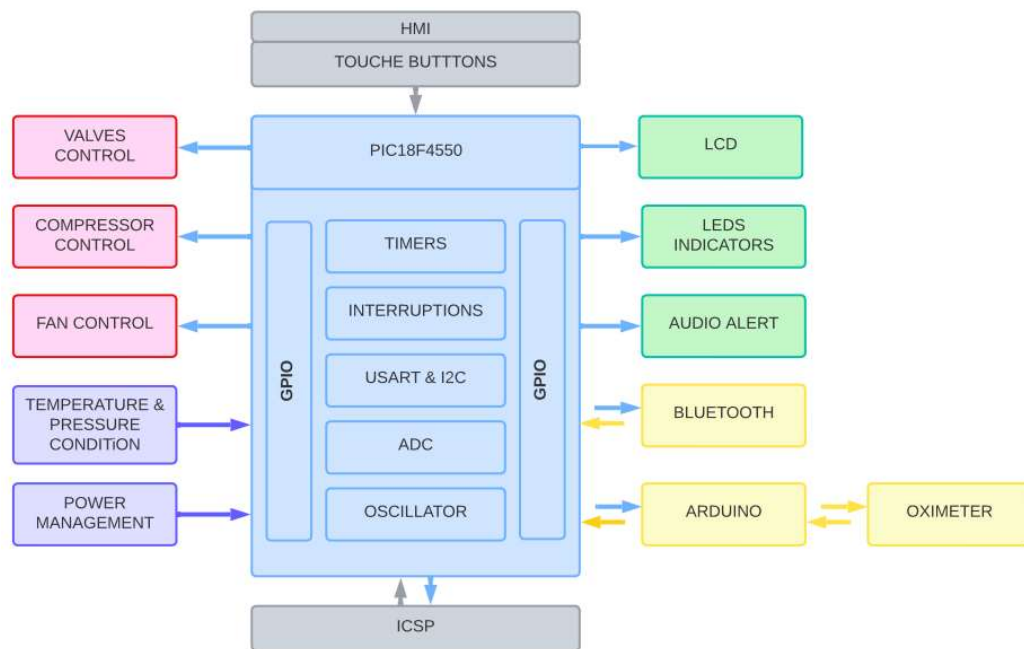 HMI
TOUCHE BUTTTONS
VALVES
CONTROL
PIC18F4550
LCD
COMPRESSOR
CONTROL
TIMERS
LEDS
INDICATORS
FAN CONTROL
INTERRUPTIONS
AUDIO ALERT
GPIO
USART & I2C
GPIO
TEMPERATURE &
PRESSURE
CONDITiON
ADC
BLUETOOTH
POWER
MANAGEMENT
OSCILLATOR
ARDUINO
OXIMETER
ICSP